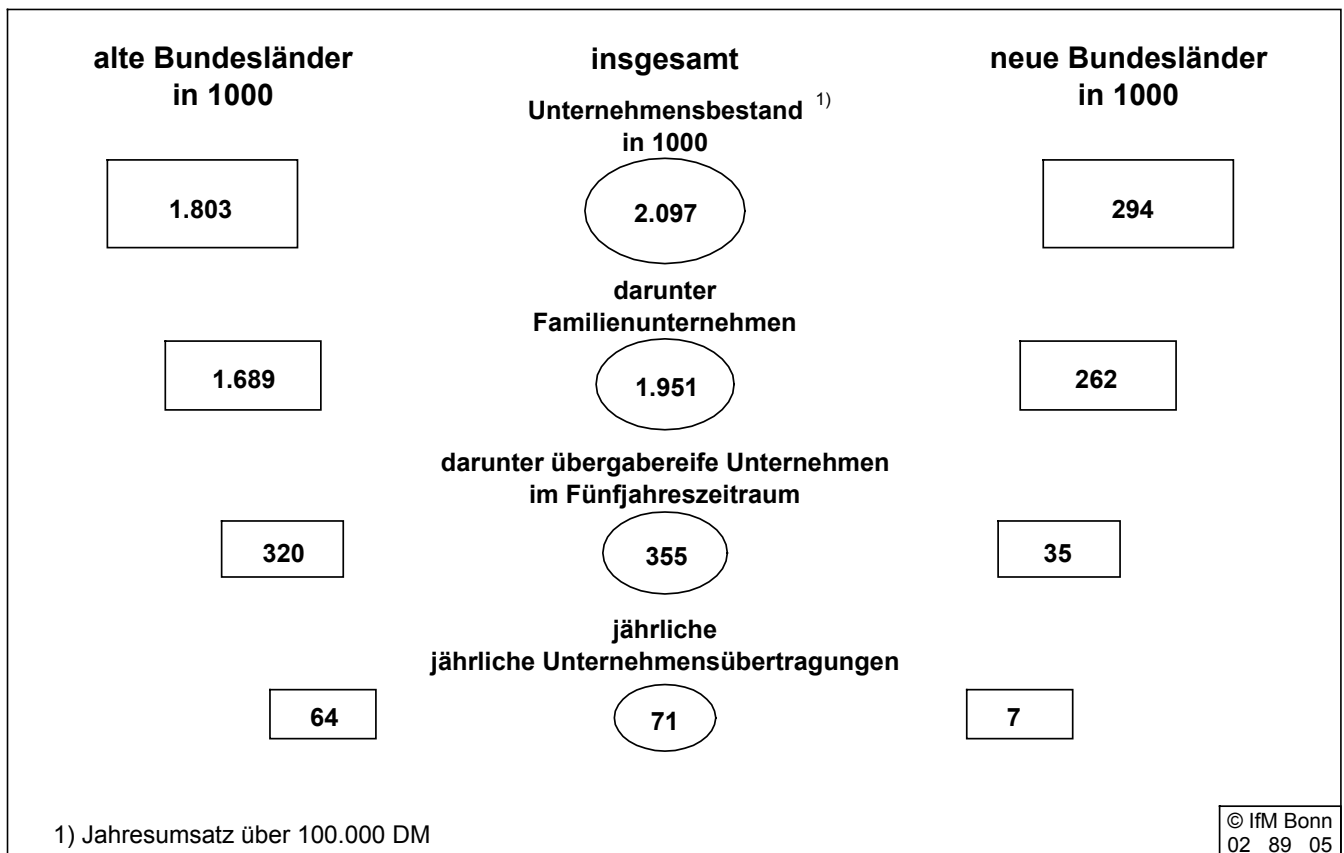 alte Bundesländer
in 1000
insgesamt
neue Bundesländer
in 1000
Unternehmensbestand 1)
in 1000
1.803
2.097
294
darunter
Familienunternehmen
1.689
1.951
262
darunter übergabereife Unternehmen
im Fünfjahreszeitraum
320
355
35
jährliche
jährliche Unternehmensübertragungen
64
71
7
1) Jahresumsatz über 100.000 DM
© IfM Bonn
02 89 05